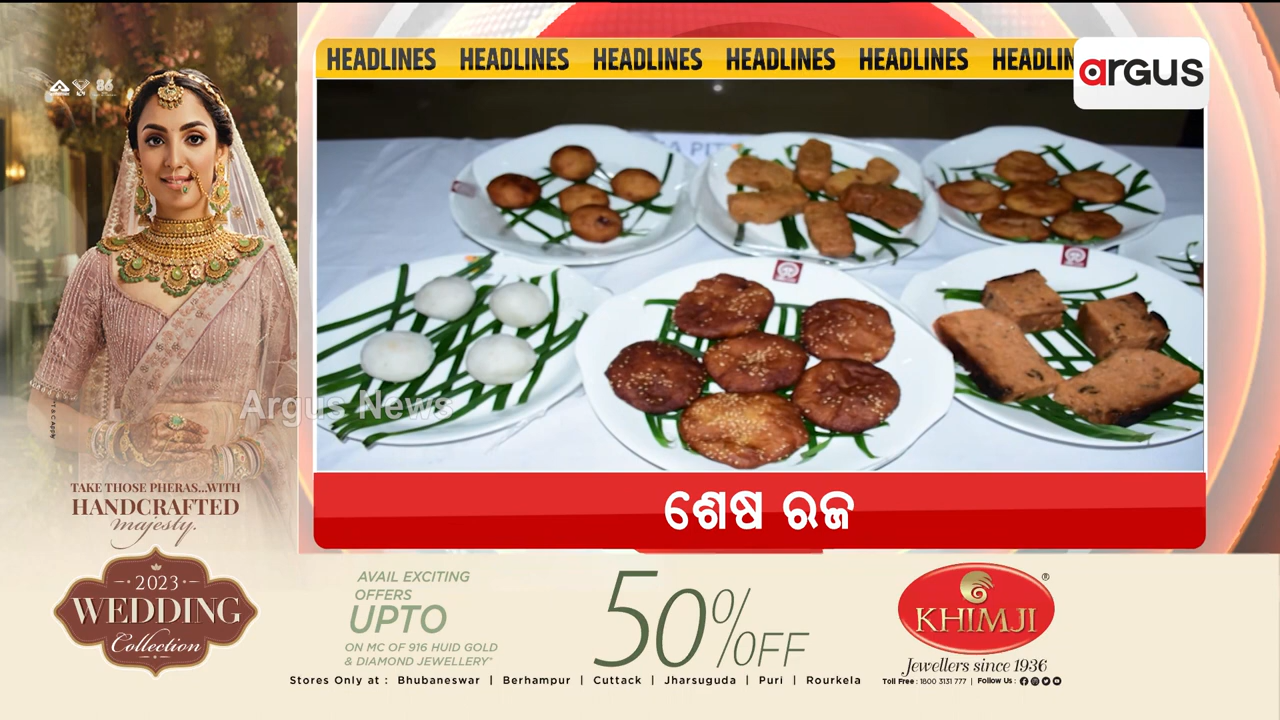 HEADLINES HEADLINES HEADLINES HEADLINES HEADLINES
argus
86
Argus News
ଶେଷ ରଜ
TAKE THOSE PHERAS...WITH
HANDCRAFTED
majesty.
2023
WEDDING
Collection
AVAIL EXCITING
OFFERS
UPTO
ON MC OF 916 HUID GOLD
& DIAMOND JEWELLERY*
50% OFF
KHIMJI
®
Jewellers since 1936
Stores Only at : Bhubaneswar | Berhampur | Cuttack | Jharsuguda | Puri | Rourkela
Toll Free : 1800 3131 777 | Follow Us :